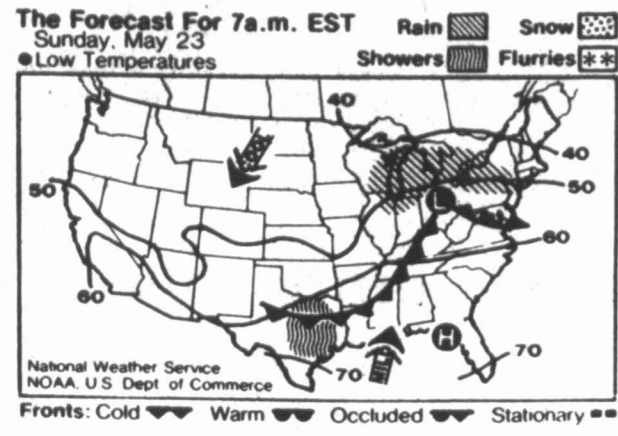 The Forecast For 7a.m. EST
Sunday, May 23
Low Temperatures
Rain
Snow
Showers
Flurries
40
40
50
50
60
60
70
70
L
H
National Weather Service
NOAA, U S Dept of Commerce
Fronts: Cold Warm Occluded Stationary